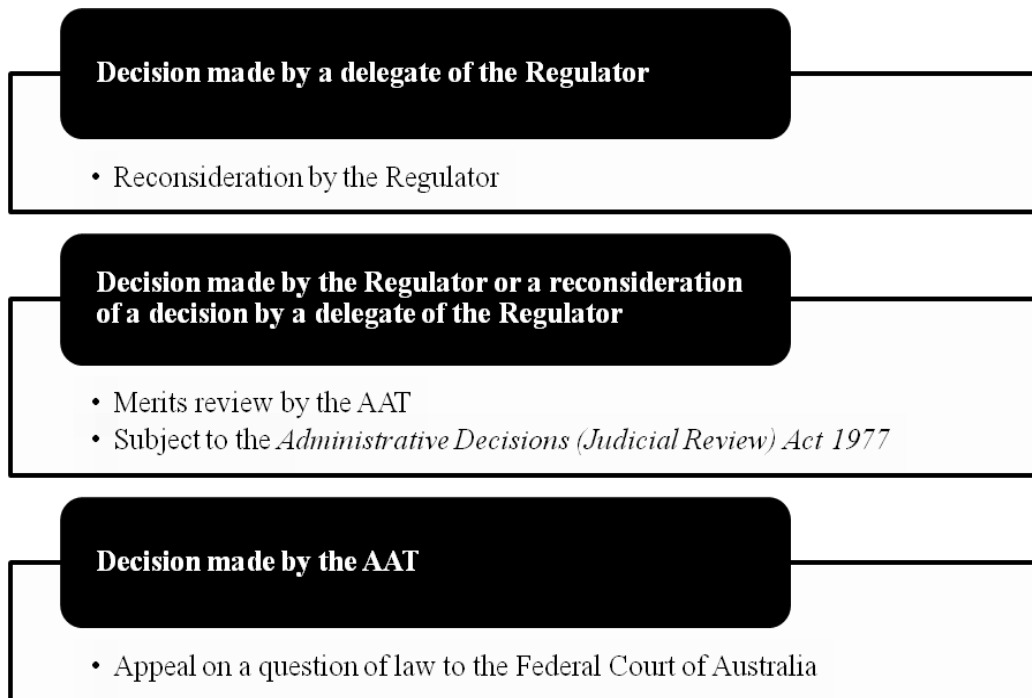 Decision made by a delegate of the Regulator
• Reconsideration by the Regulator
Decision made by the Regulator or a reconsideration
of a decision by a delegate of the Regulator
• Merits review by the AAT
• Subject to the Administrative Decisions (Judicial Review) Act 1977
Decision made by the AAT
• Appeal on a question of law to the Federal Court of Australia